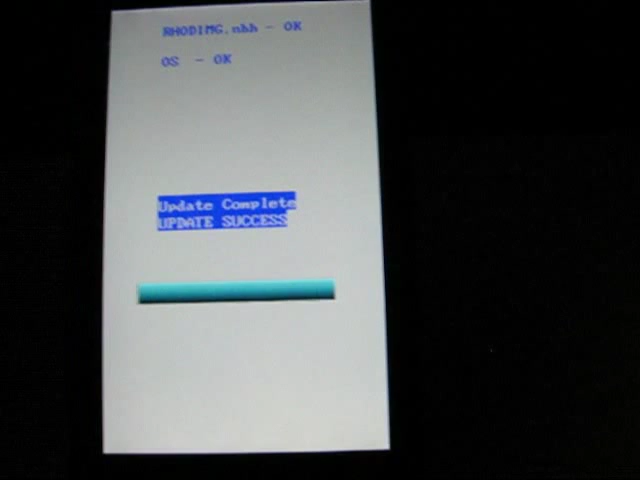 RHODIMG.nbh - OK
OS - OK
Update Complete
UPDATE SUCCESS